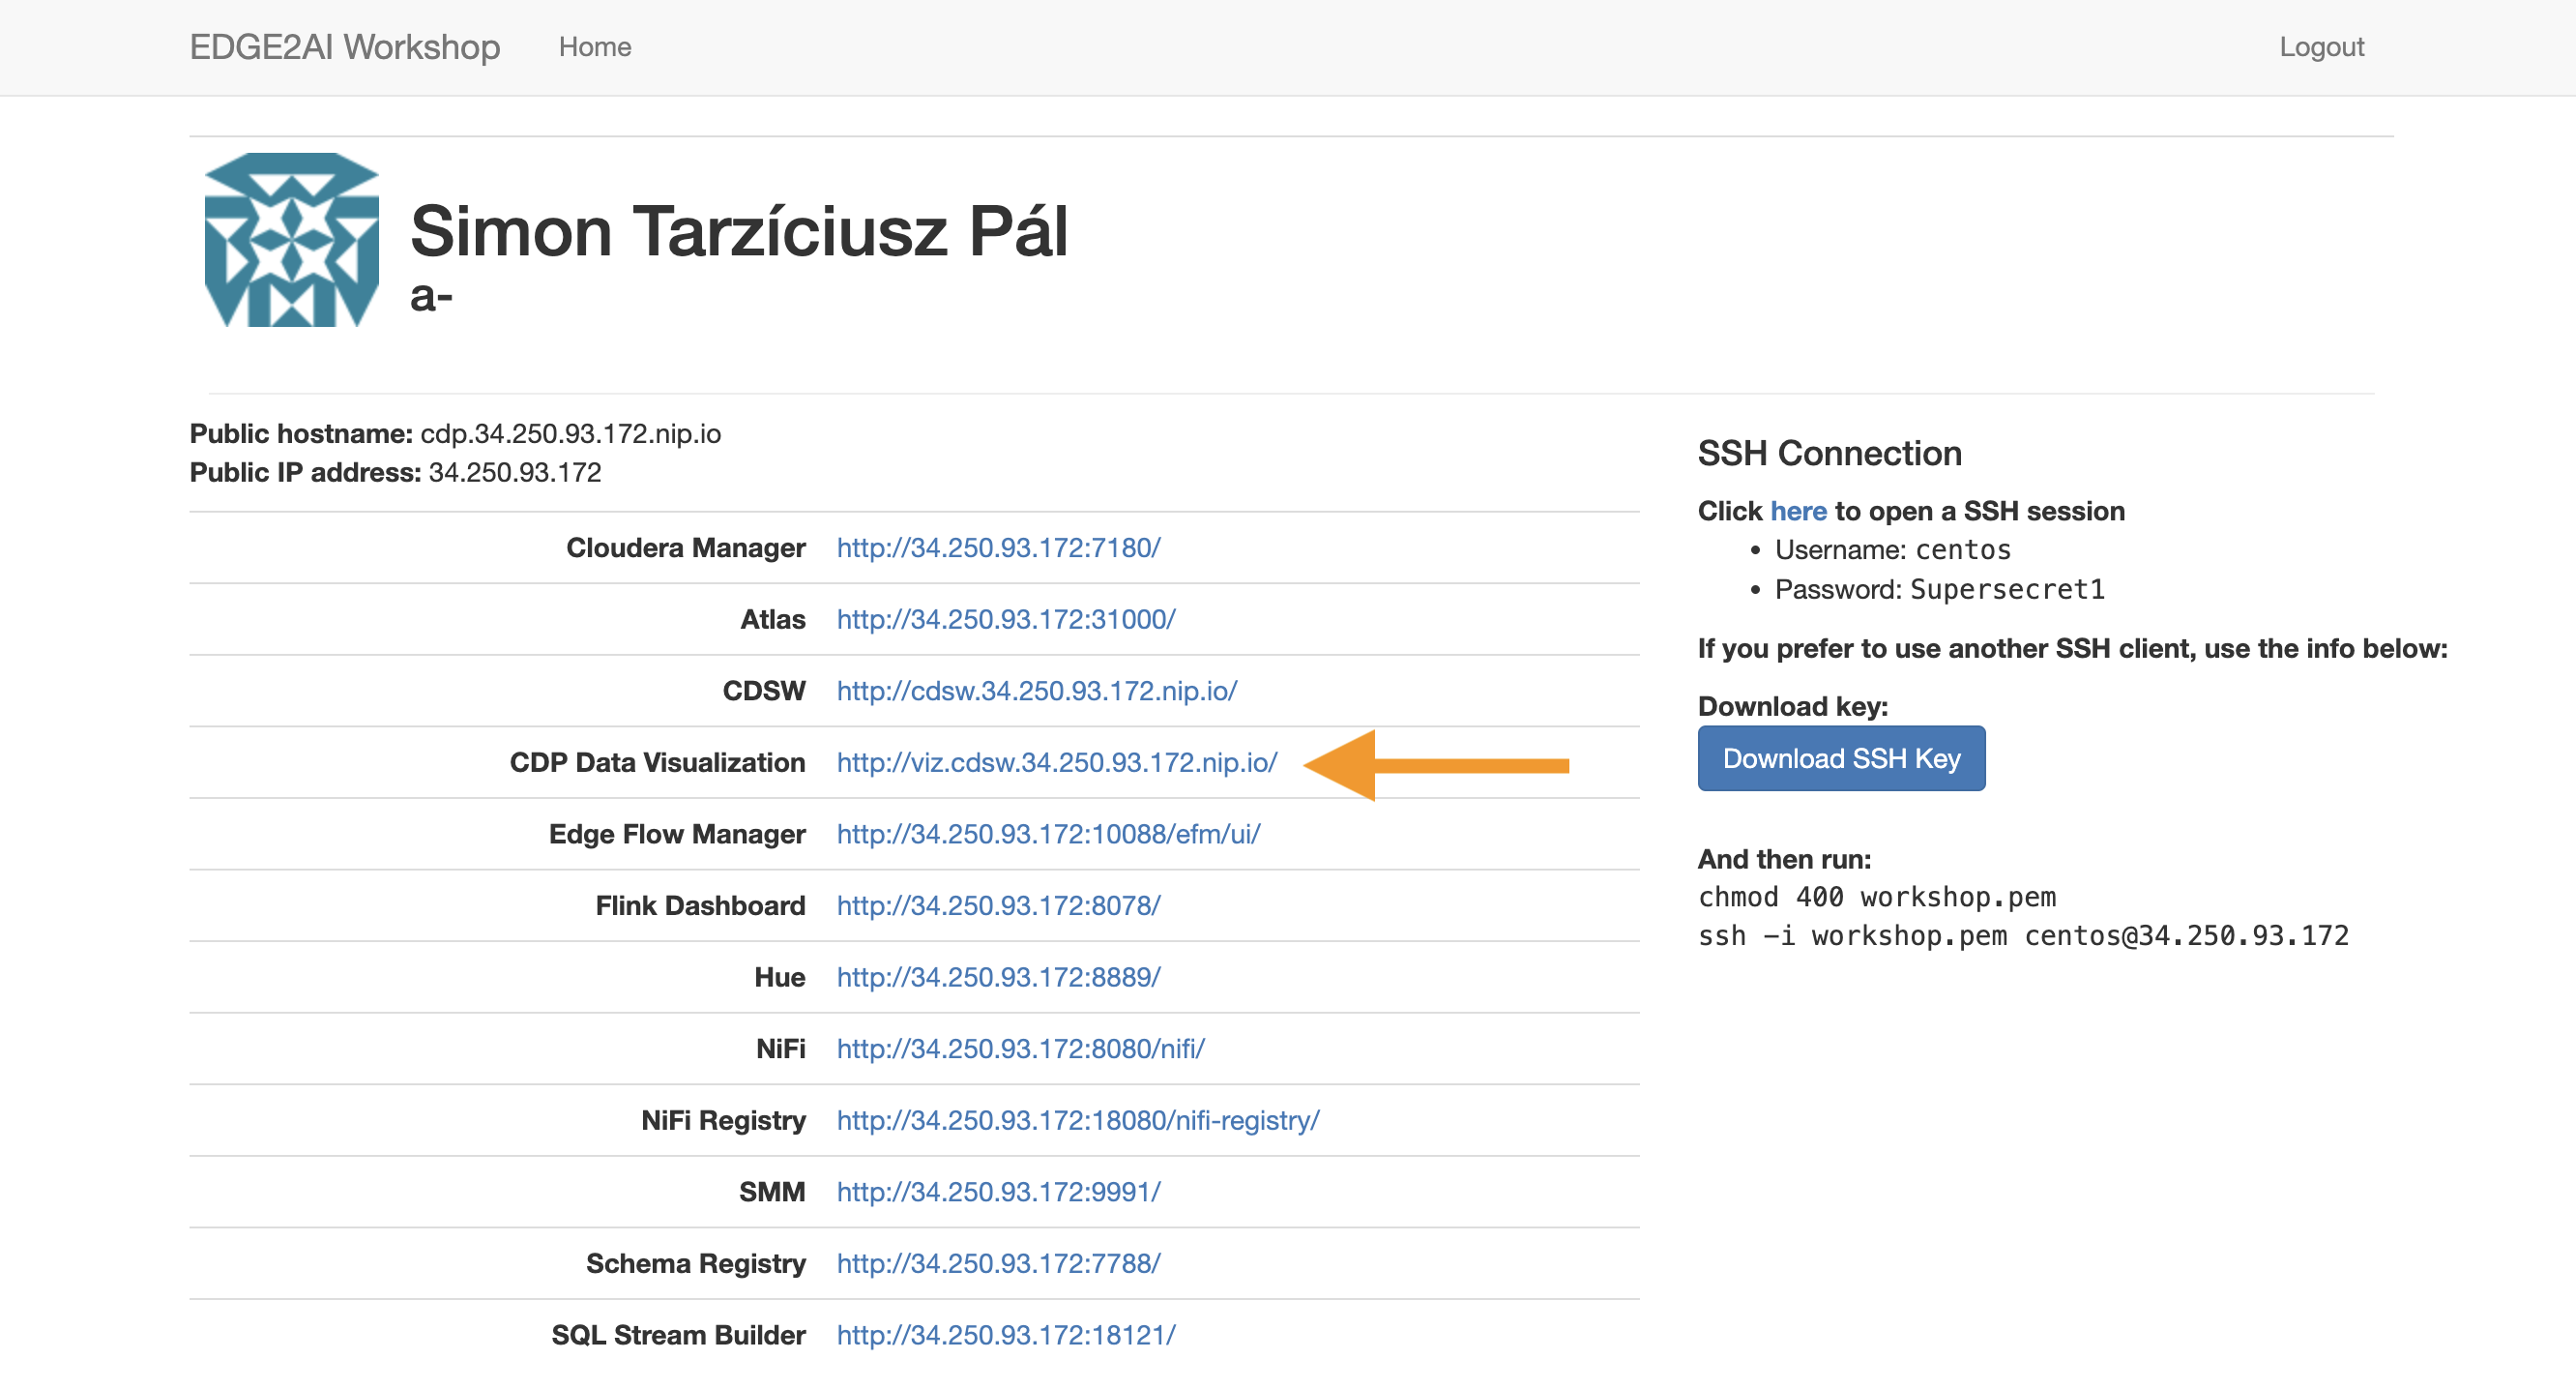 EDGE2AI Workshop Home Logout
Simon Tarzíciusz Pál
a-
Public hostname: cdp.34.250.93.172.nip.io
Public IP address: 34.250.93.172
Cloudera Manager http://34.250.93.172:7180/
Atlas http://34.250.93.172:31000/
CDSW http://cdsw.34.250.93.172.nip.io/
CDP Data Visualization http://viz.cdsw.34.250.93.172.nip.io/
Edge Flow Manager http://34.250.93.172:10088/efm/ui/
Flink Dashboard http://34.250.93.172:8078/
Hue http://34.250.93.172:8889/
NiFi http://34.250.93.172:8080/nifi/
NiFi Registry http://34.250.93.172:18080/nifi-registry/
SMM http://34.250.93.172:9991/
Schema Registry http://34.250.93.172:7788/
SQL Stream Builder http://34.250.93.172:18121/
SSH Connection
Click here to open a SSH session
• Username: centos
• Password: Supersecret1
If you prefer to use another SSH client, use the info below:
Download key:
Download SSH Key
And then run:
chmod 400 workshop.pem
ssh -i workshop.pem centos@34.250.93.172